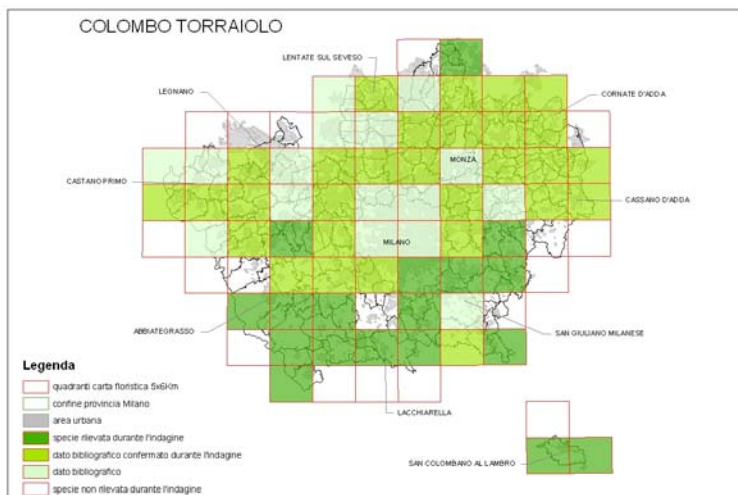 COLOMBO TORRAIOLO
LENTATE SUL SEVESO
LEGNANO
CORNATE D'ADDA
MONZA
CASTANO PRIMO
CASSANO D'ADDA
MILANO
ABBIATEGRASSO
SAN GIULIANO MILANESE
LACCHIARELLA
SAN COLOMBANO AL LAMBRO
Legenda
quadranti carta floristica 5x6Km
confine provincia Milano
area urbana
specie rilevata durante l'indagine
dato bibliografico confermato durante l'indagine
dato bibliografico
specie non rilevata durante l'indagine